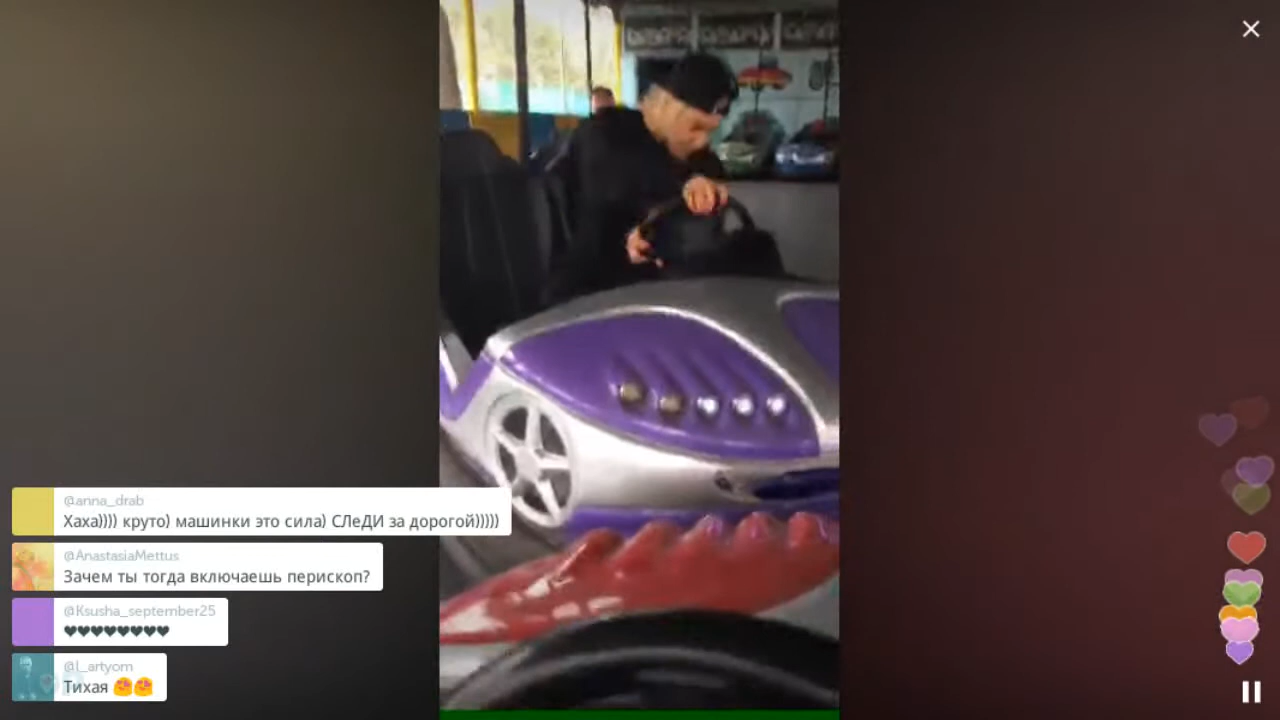 @anna_drab
Хаха)))) круто) машинки это сила) СЛеДИ за дорогой)))))
@AnastasiaMettus
Зачем ты тогда включаешь перископ?
@Ksusha_september25
♥♥♥♥♥♥♥♥
@l_artyom
Тихая 😍😍